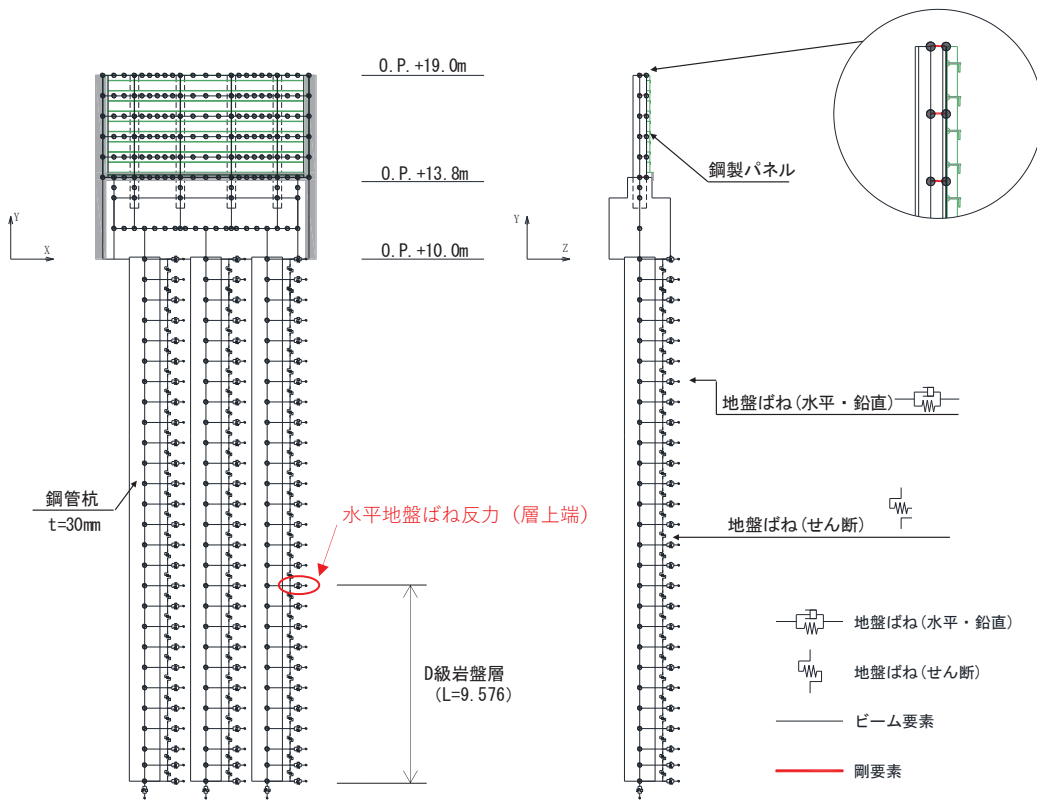 O.P.+19.0m
鋼製パネル
O.P.+13.8m
Y
X
O.P.+10.0m
Y
Z
地盤ばね(水平・鉛直)
鋼管杭
t=30mm
水平地盤ばね反力（層上端）
地盤ばね(せん断)
D級岩盤層
(L=9.576)
地盤ばね(水平・鉛直)
地盤ばね(せん断)
ビーム要素
剛要素